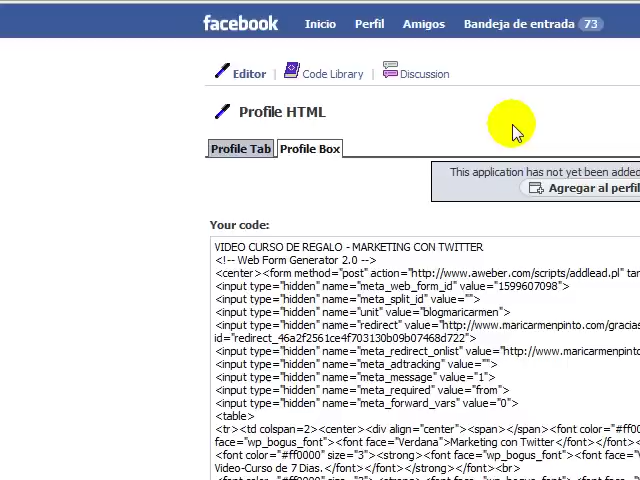 facebook Inicio Perfil Amigos Bandeja de entrada 73
Editor | Code Library | Discussion
Profile HTML
Profile Tab Profile Box
This application has not yet been added
Agregar al perfil
Your code:
VIDEO CURSO DE REGALO - MARKETING CON TWITTER
<!-- Web Form Generator 2.0 -->
<center><form method="post" action="http://www.aweber.com/scripts/addlead.pl" tar
<input type="hidden" name="meta_web_form_id" value="1599607098">
<input type="hidden" name="meta_split_id" value="">
<input type="hidden" name="unit" value="blogmaricarmen">
<input type="hidden" name="redirect" value="http://www.maricarmenpinto.com/gracias
id="redirect_46a2f2561ce4f703130b09b07468d722">
<input type="hidden" name="meta_redirect_onlist" value="http://www.maricarmenpinto
<input type="hidden" name="meta_adtracking" value="">
<input type="hidden" name="meta_message" value="1">
<input type="hidden" name="meta_required" value="from">
<input type="hidden" name="meta_forward_vars" value="0">
<table>
<tr><td colspan=2><center><div align="center"><span></span><font color="#ff00
face="wp_bogus_font"><font face="Verdana">Marketing con Twitter</font></font>
<font color="#ff0000" size="3"><strong><font face="wp_bogus_font"><font face="V
Video-Curso de 7 Dias.</font></font></strong></font><br>